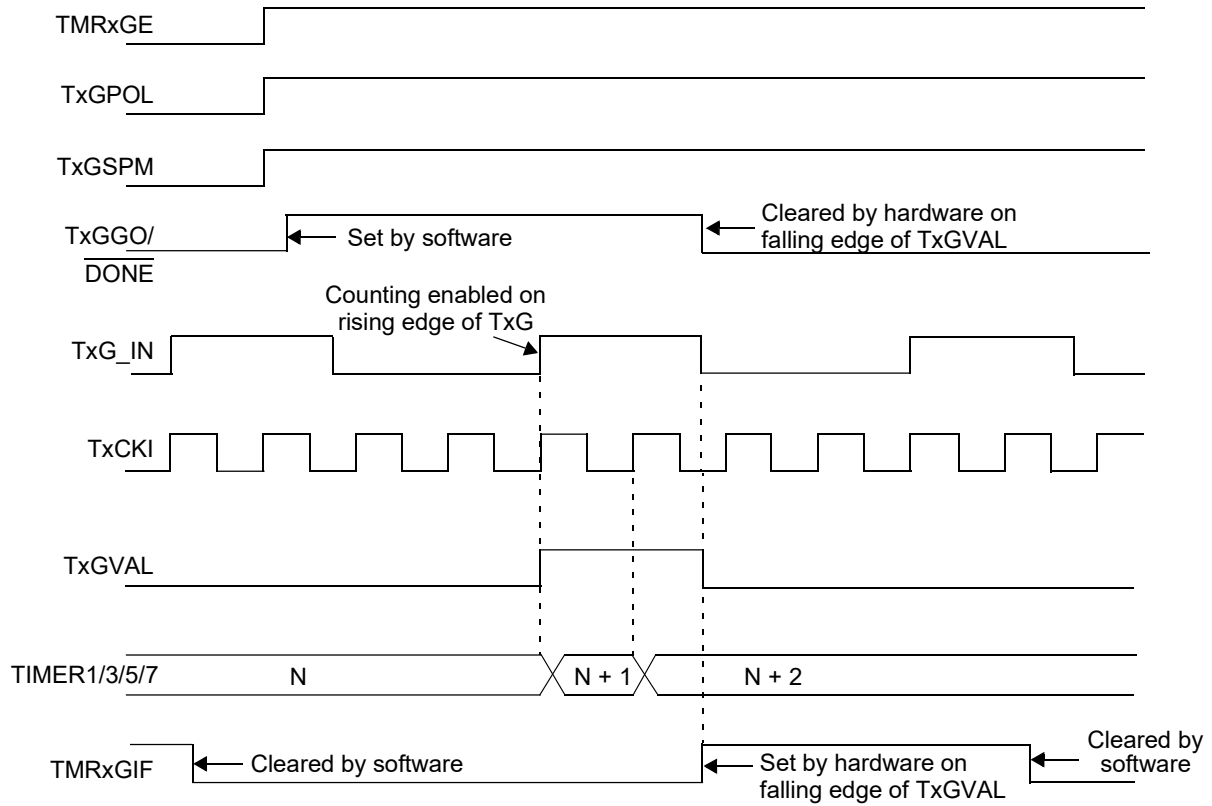 TMRxGE
TxGPOL
TxGSPM
TxGGO/
DONE
Set by software
Cleared by hardware on
falling edge of TxGVAL
Counting enabled on
rising edge of TxG
TxG_IN
TxCKI
TxGVAL
TIMER1/3/5/7
N
N + 1
N + 2
TMRxGIF
Cleared by software
Set by hardware on
falling edge of TxGVAL
Cleared by
software